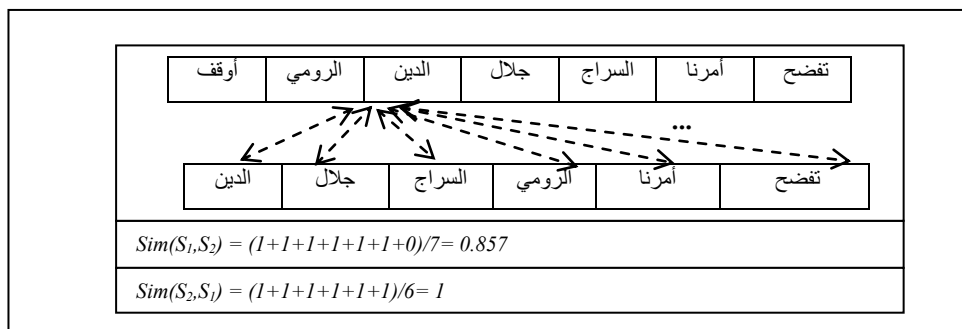 تفضح أمرنا السراج جلال الدين الرومي أوقف
...
تفضح أمرنا الرومي السراج جلال الدين
Sim(S₁,S₂) = (1+1+1+1+1+1+0)/7= 0.857
Sim(S₂,S₁) = (1+1+1+1+1+1)/6= 1